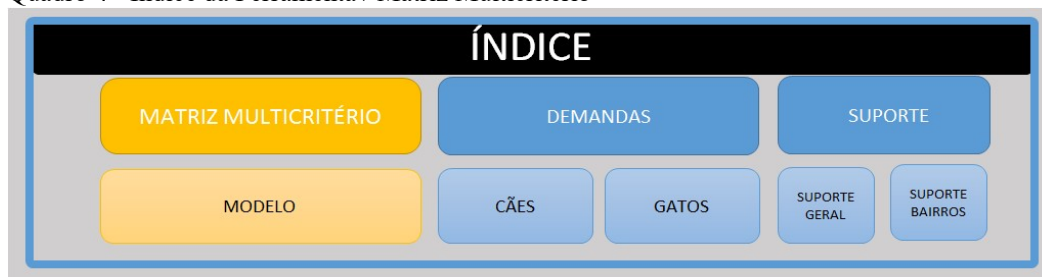 ÍNDICE
MATRIZ MULTICRITÉRIO
DEMANDAS
SUPORTE
MODELO
CÃES
GATOS
SUPORTE
GERAL
SUPORTE
BAIRROS